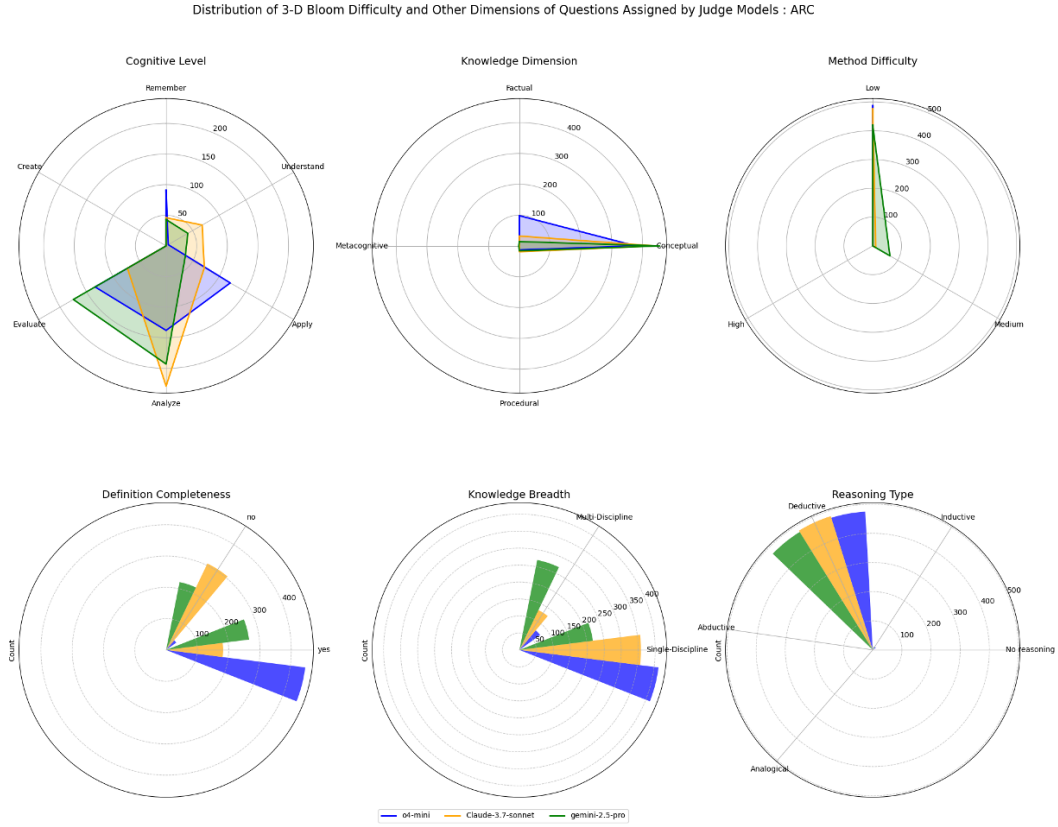 Distribution of 3-D Bloom Difficulty and Other Dimensions of Questions Assigned by Judge Models : ARC
Cognitive Level
Remember
Understand
Apply
Analyze
Evaluate
Create
50
100
150
200
Knowledge Dimension
Factual
Conceptual
Procedural
Metacognitive
100
200
300
400
Method Difficulty
Low
Medium
High
100
200
300
400
500
Definition Completeness
no
yes
Count
100
200
300
400
Knowledge Breadth
Multi-Discipline
Single-Discipline
Count
50
100
150
200
250
300
350
400
Reasoning Type
Deductive
Inductive
Abductive
No reasoning
Analogical
Count
100
200
300
400
500
o4-mini
Claude-3.7-sonnet
gemini-2.5-pro